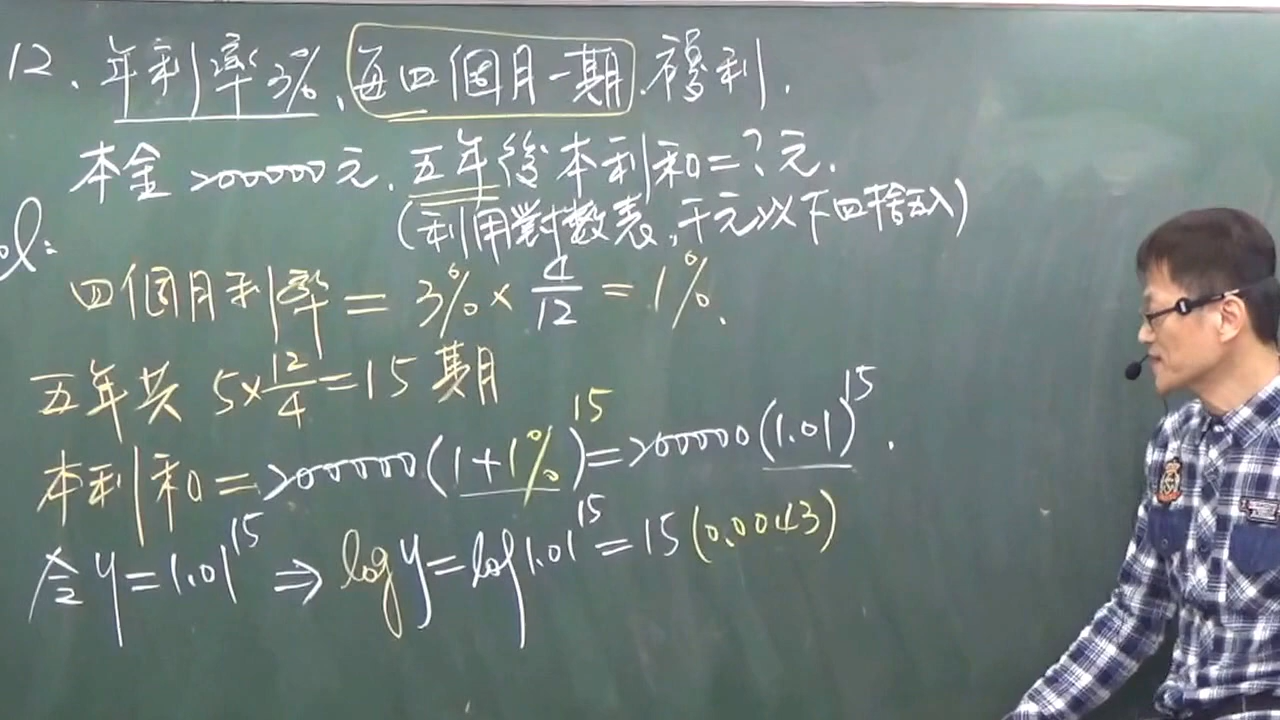 12、年利率3%、每四個月一期、複利.
本金200000元、五年後本利和=?元.
(利用對數表,千元以下四捨五入)
Sol:
四個月利率 = 3% × 4/12 = 1%.
五年共 5×12/4=15期
本利和=200000(1+1%)^15=200000(1.01)^15.
令y=1.01^15 ⇒ log y=log 1.01^15=15(0.0043)